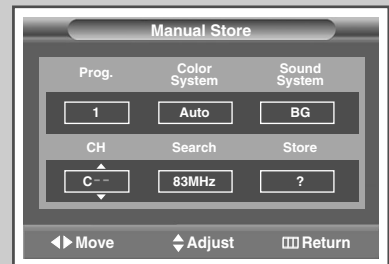 Manual Store
Prog. Color System Sound System
1 Auto BG
CH Search Store
C-- 83MHz ?
Move Adjust Return